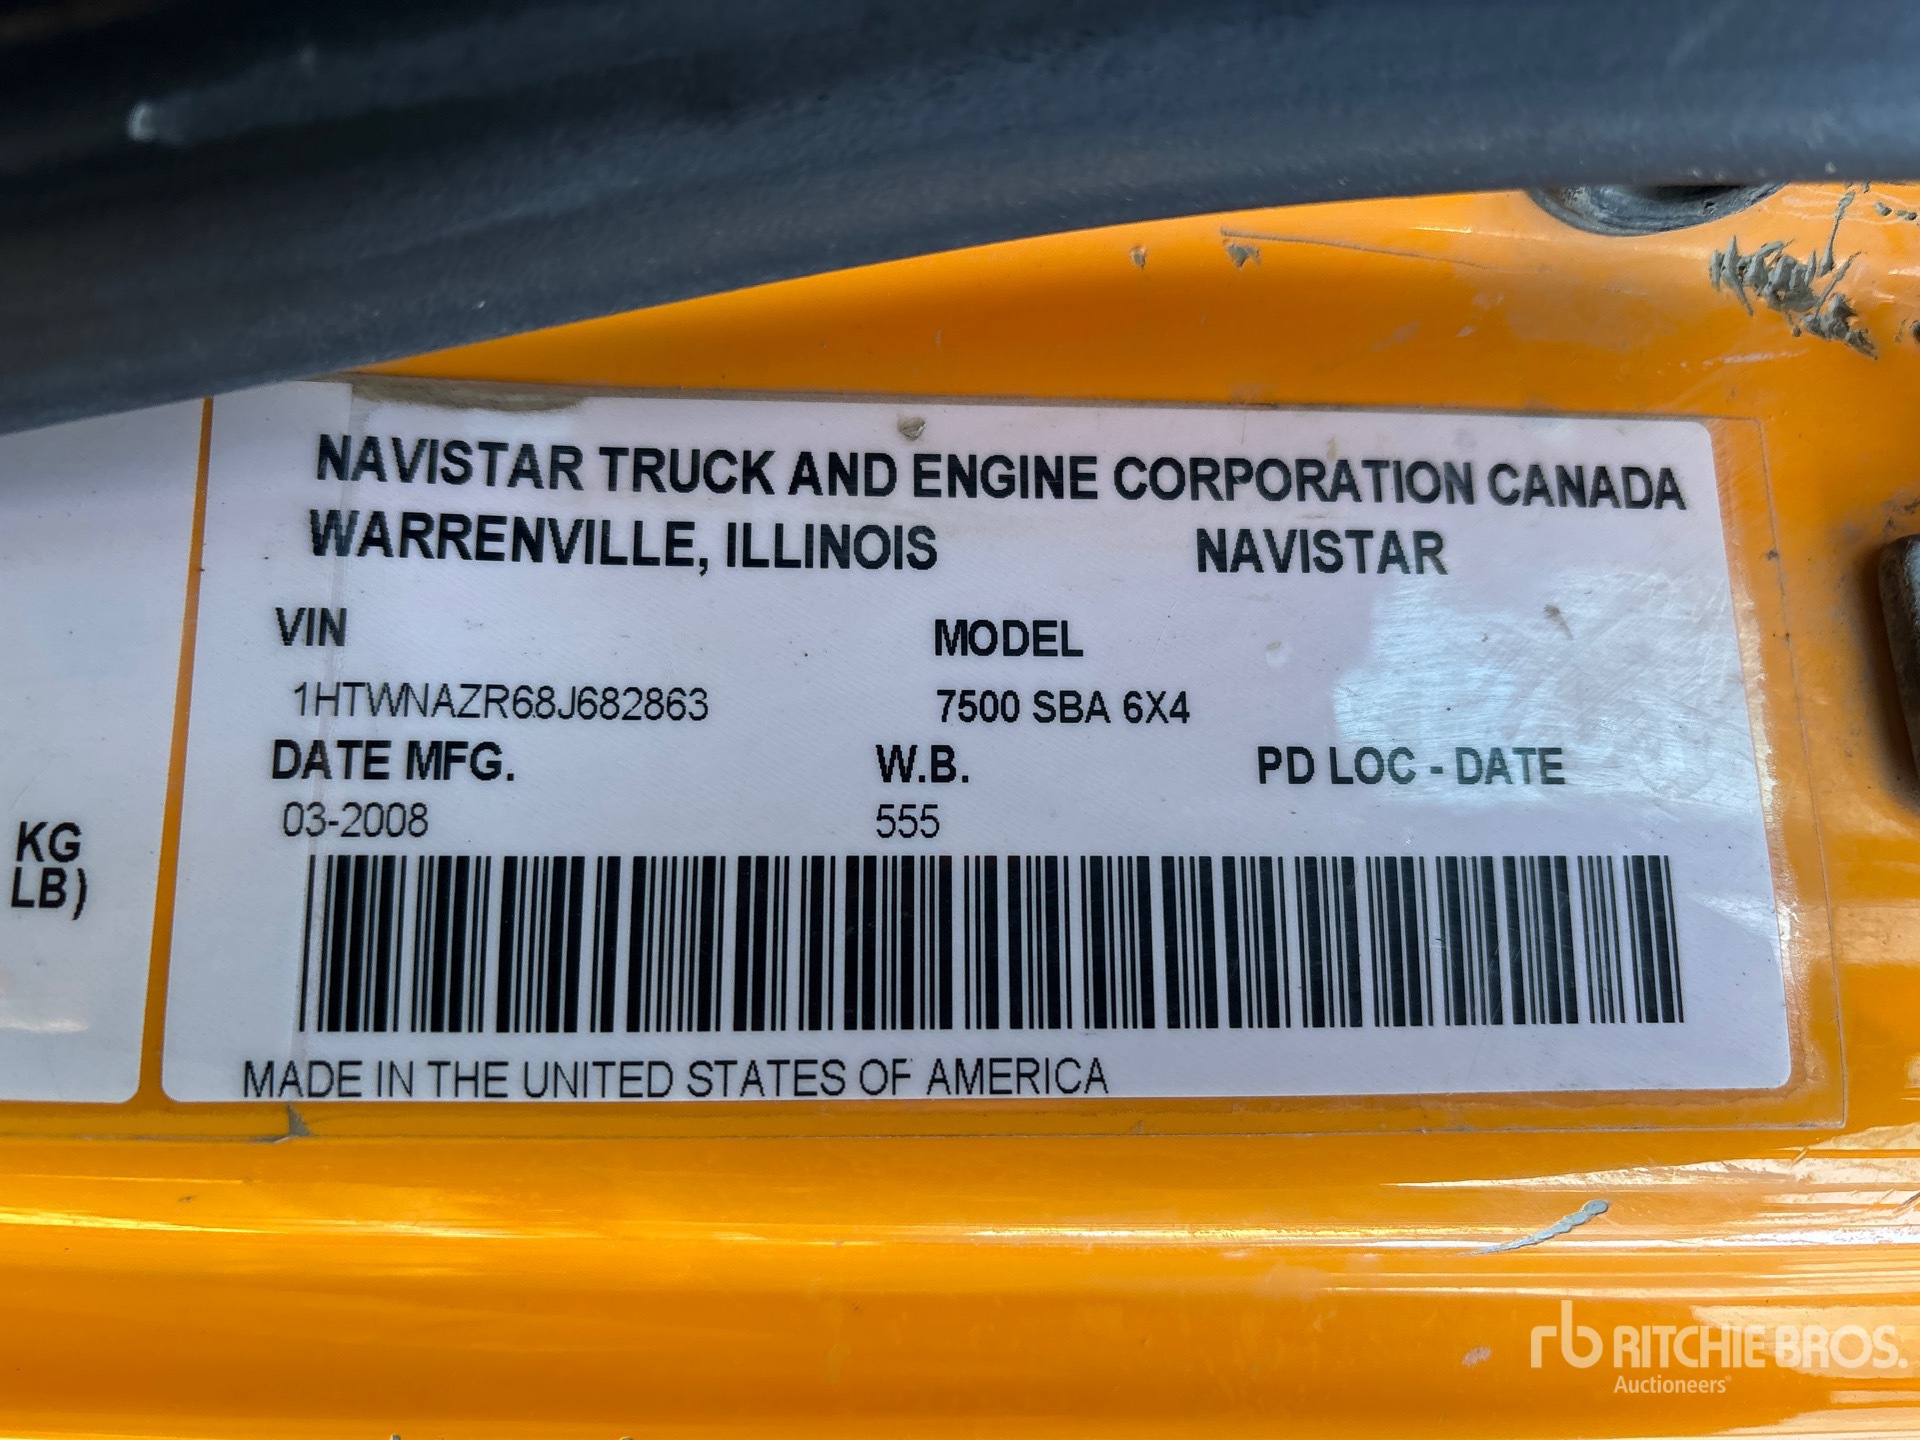 NAVISTAR TRUCK AND ENGINE CORPORATION CANADA
WARRENVILLE, ILLINOIS NAVISTAR
VIN MODEL
1HTWNAZR68J682863 7500 SBA 6X4
DATE MFG. W.B. PD LOC - DATE
03-2008 555
KG
LB)
MADE IN THE UNITED STATES OF AMERICA
rb RITCHIE BROS.
Auctioneers